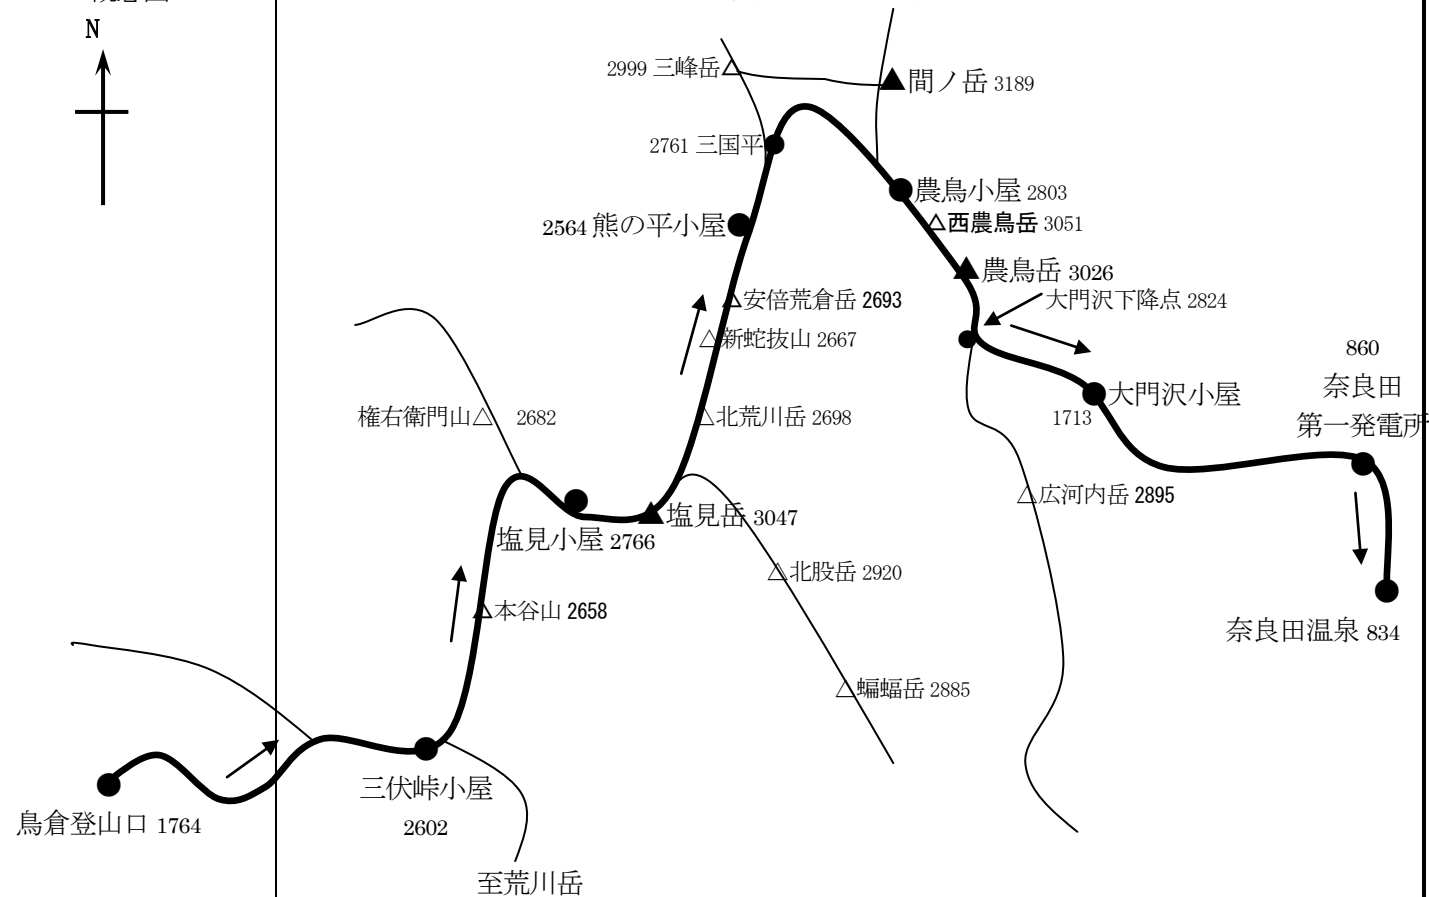 N
2999 三峰岳△
▲間ノ岳 3189
2761 三国平
農鳥小屋 2803
△西農鳥岳 3051
2564 熊の平小屋
▲農鳥岳 3026
△安倍荒倉岳 2693
大門沢下降点 2824
△新蛇抜山 2667
860
奈良田
第一発電所
大門沢小屋
1713
権右衛門山△ 2682
△北荒川岳 2698
△広河内岳 2895
▲塩見岳 3047
塩見小屋 2766
△北股岳 2920
△本谷山 2658
奈良田温泉 834
△蝙蝠岳 2885
三伏峠小屋
2602
鳥倉登山口 1764
至荒川岳